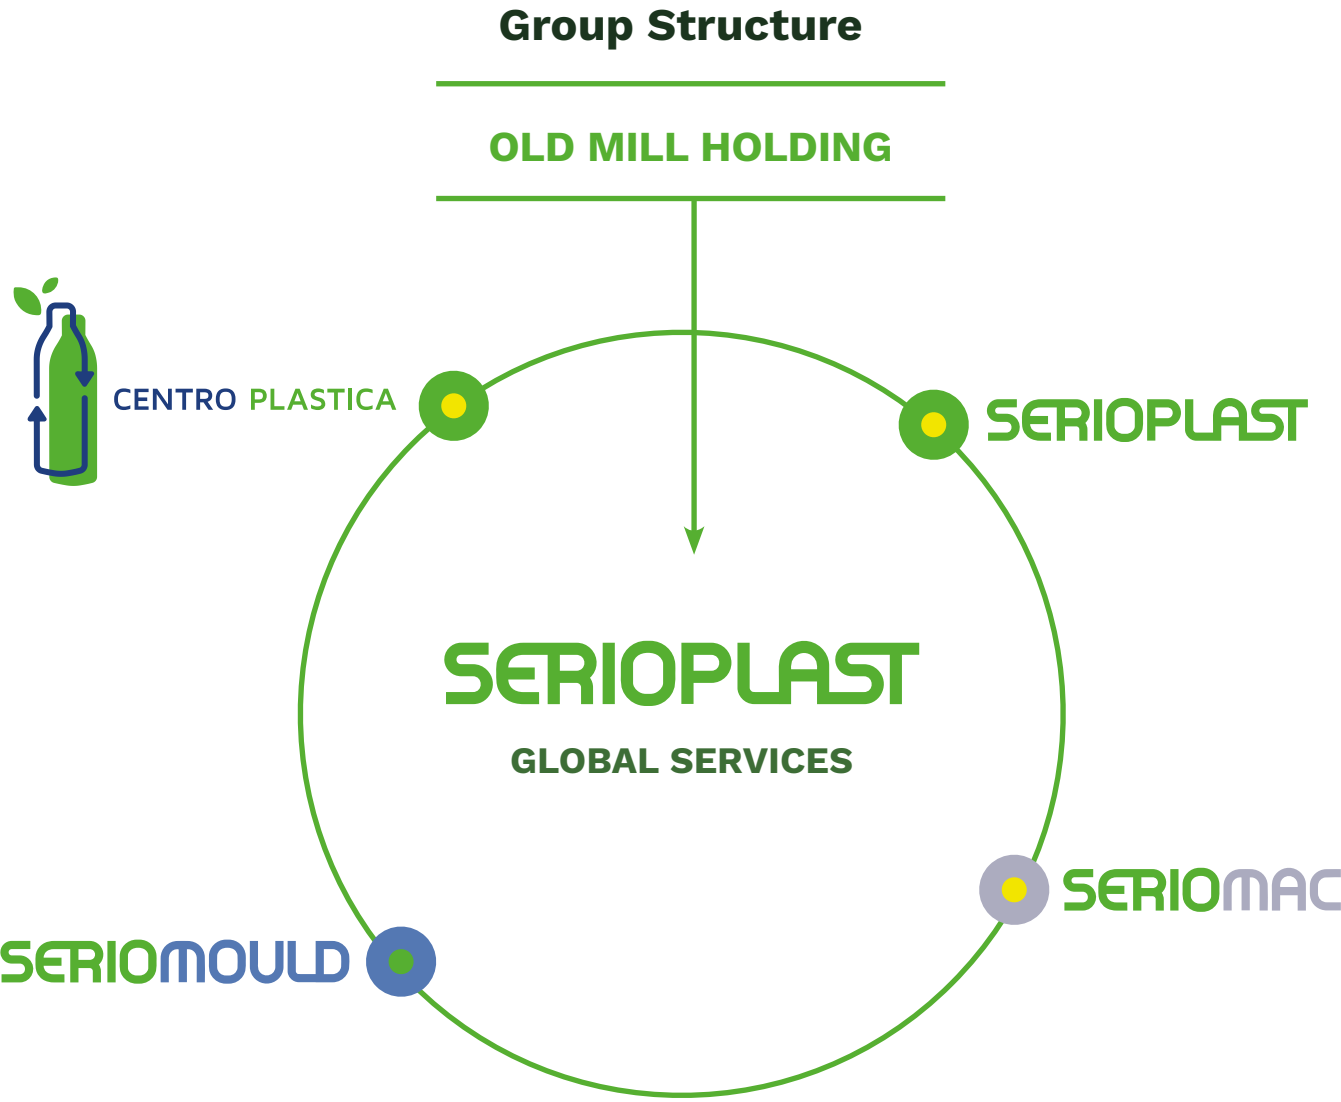 Group Structure
OLD MILL HOLDING
CENTRO PLASTICA
SERIOPLAST
SERIOPLAST
GLOBAL SERVICES
SERIOMAC
SERIOMOULD